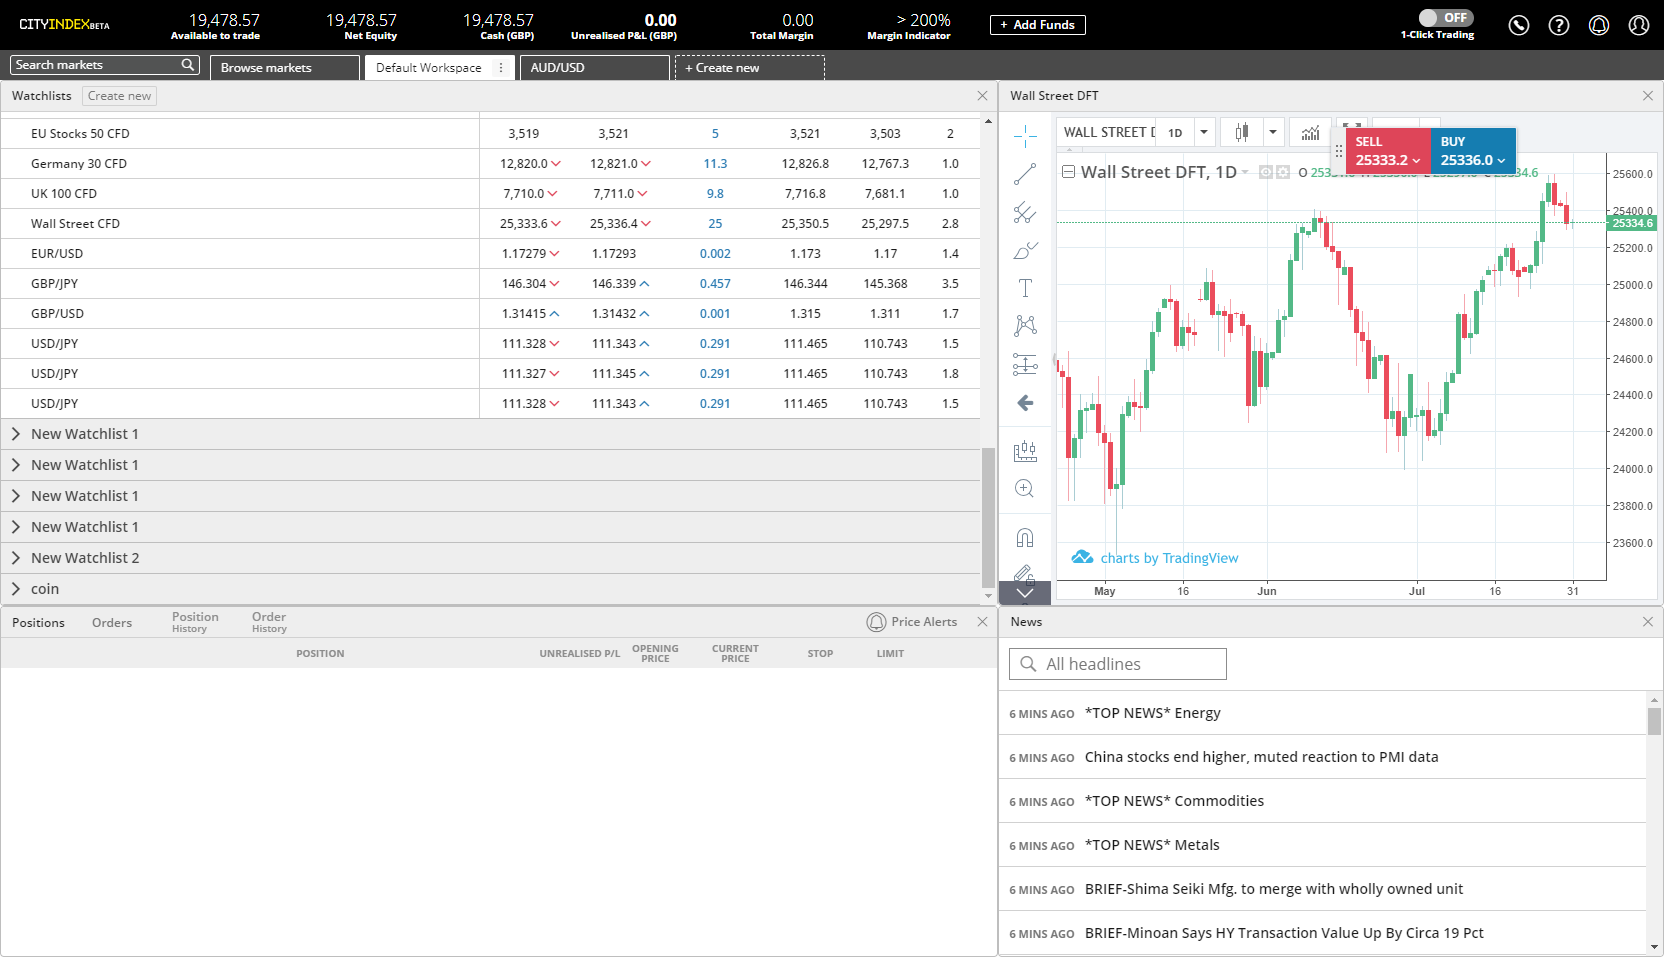 CITYINDEX BETA
19,478.57
Available to trade
19,478.57
Net Equity
19,478.57
Cash (GBP)
0.00
Unrealised P&L (GBP)
0.00
Total Margin
> 200%
Margin Indicator
+ Add Funds
OFF
1-Click Trading
Search markets
Browse markets
Default Workspace
AUD/USD
+ Create new
Watchlists Create new
EU Stocks 50 CFD 3,519 3,521 5 3,521 3,503 2
Germany 30 CFD 12,820.0 12,821.0 11.3 12,826.8 12,767.3 1.0
UK 100 CFD 7,710.0 7,711.0 9.8 7,716.8 7,681.1 1.0
Wall Street CFD 25,333.6 25,336.4 25 25,350.5 25,297.5 2.8
EUR/USD 1.17279 1.17293 0.002 1.173 1.17 1.4
GBP/JPY 146.304 146.339 0.457 146.344 145.368 3.5
GBP/USD 1.31415 1.31432 0.001 1.315 1.311 1.7
USD/JPY 111.328 111.343 0.291 111.465 110.743 1.5
USD/JPY 111.327 111.345 0.291 111.465 110.743 1.8
USD/JPY 111.328 111.343 0.291 111.465 110.743 1.5
New Watchlist 1
New Watchlist 1
New Watchlist 1
New Watchlist 1
New Watchlist 2
coin
Wall Street DFT
WALL STREET 1D
SELL
25333.2
BUY
25336.0
Wall Street DFT, 1D O
25600.0
25400.0
25334.6
25200.0
25000.0
24800.0
24600.0
24400.0
24200.0
24000.0
23800.0
23600.0
charts by TradingView
May 16 Jun Jul 16 31
Positions Orders Position History Order History Price Alerts
POSITION UNREALISED P/L OPENING PRICE CURRENT PRICE STOP LIMIT
News
All headlines
6 MINS AGO *TOP NEWS* Energy
6 MINS AGO China stocks end higher, muted reaction to PMI data
6 MINS AGO *TOP NEWS* Commodities
6 MINS AGO *TOP NEWS* Metals
6 MINS AGO BRIEF-Shima Seiki Mfg. to merge with wholly owned unit
6 MINS AGO BRIEF-Minoan Says HY Transaction Value Up By Circa 19 Pct